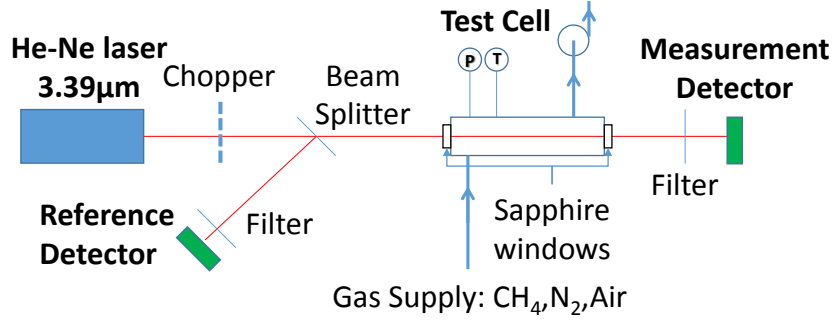 He-Ne laser
3.39µm
Chopper
Beam
Splitter
Test Cell
P
T
Measurement
Detector
Filter
Reference
Detector
Filter
Sapphire
windows
Gas Supply: CH₄,N₂,Air